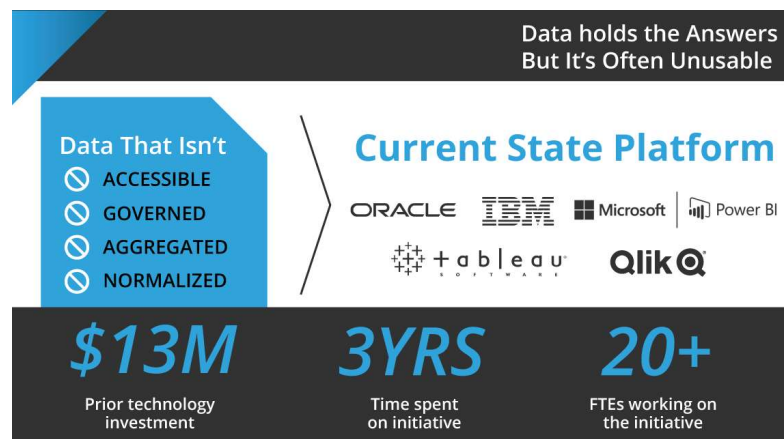 Data holds the Answers
But It's Often Unusable
Data That Isn't
ACCESSIBLE
GOVERNED
AGGREGATED
NORMALIZED
Current State Platform
ORACLE IBM Microsoft Power BI
tableau Qlik
SOFTWARE
$13M
Prior technology
investment
3YRS
Time spent
on initiative
20+
FTEs working on
the initiative